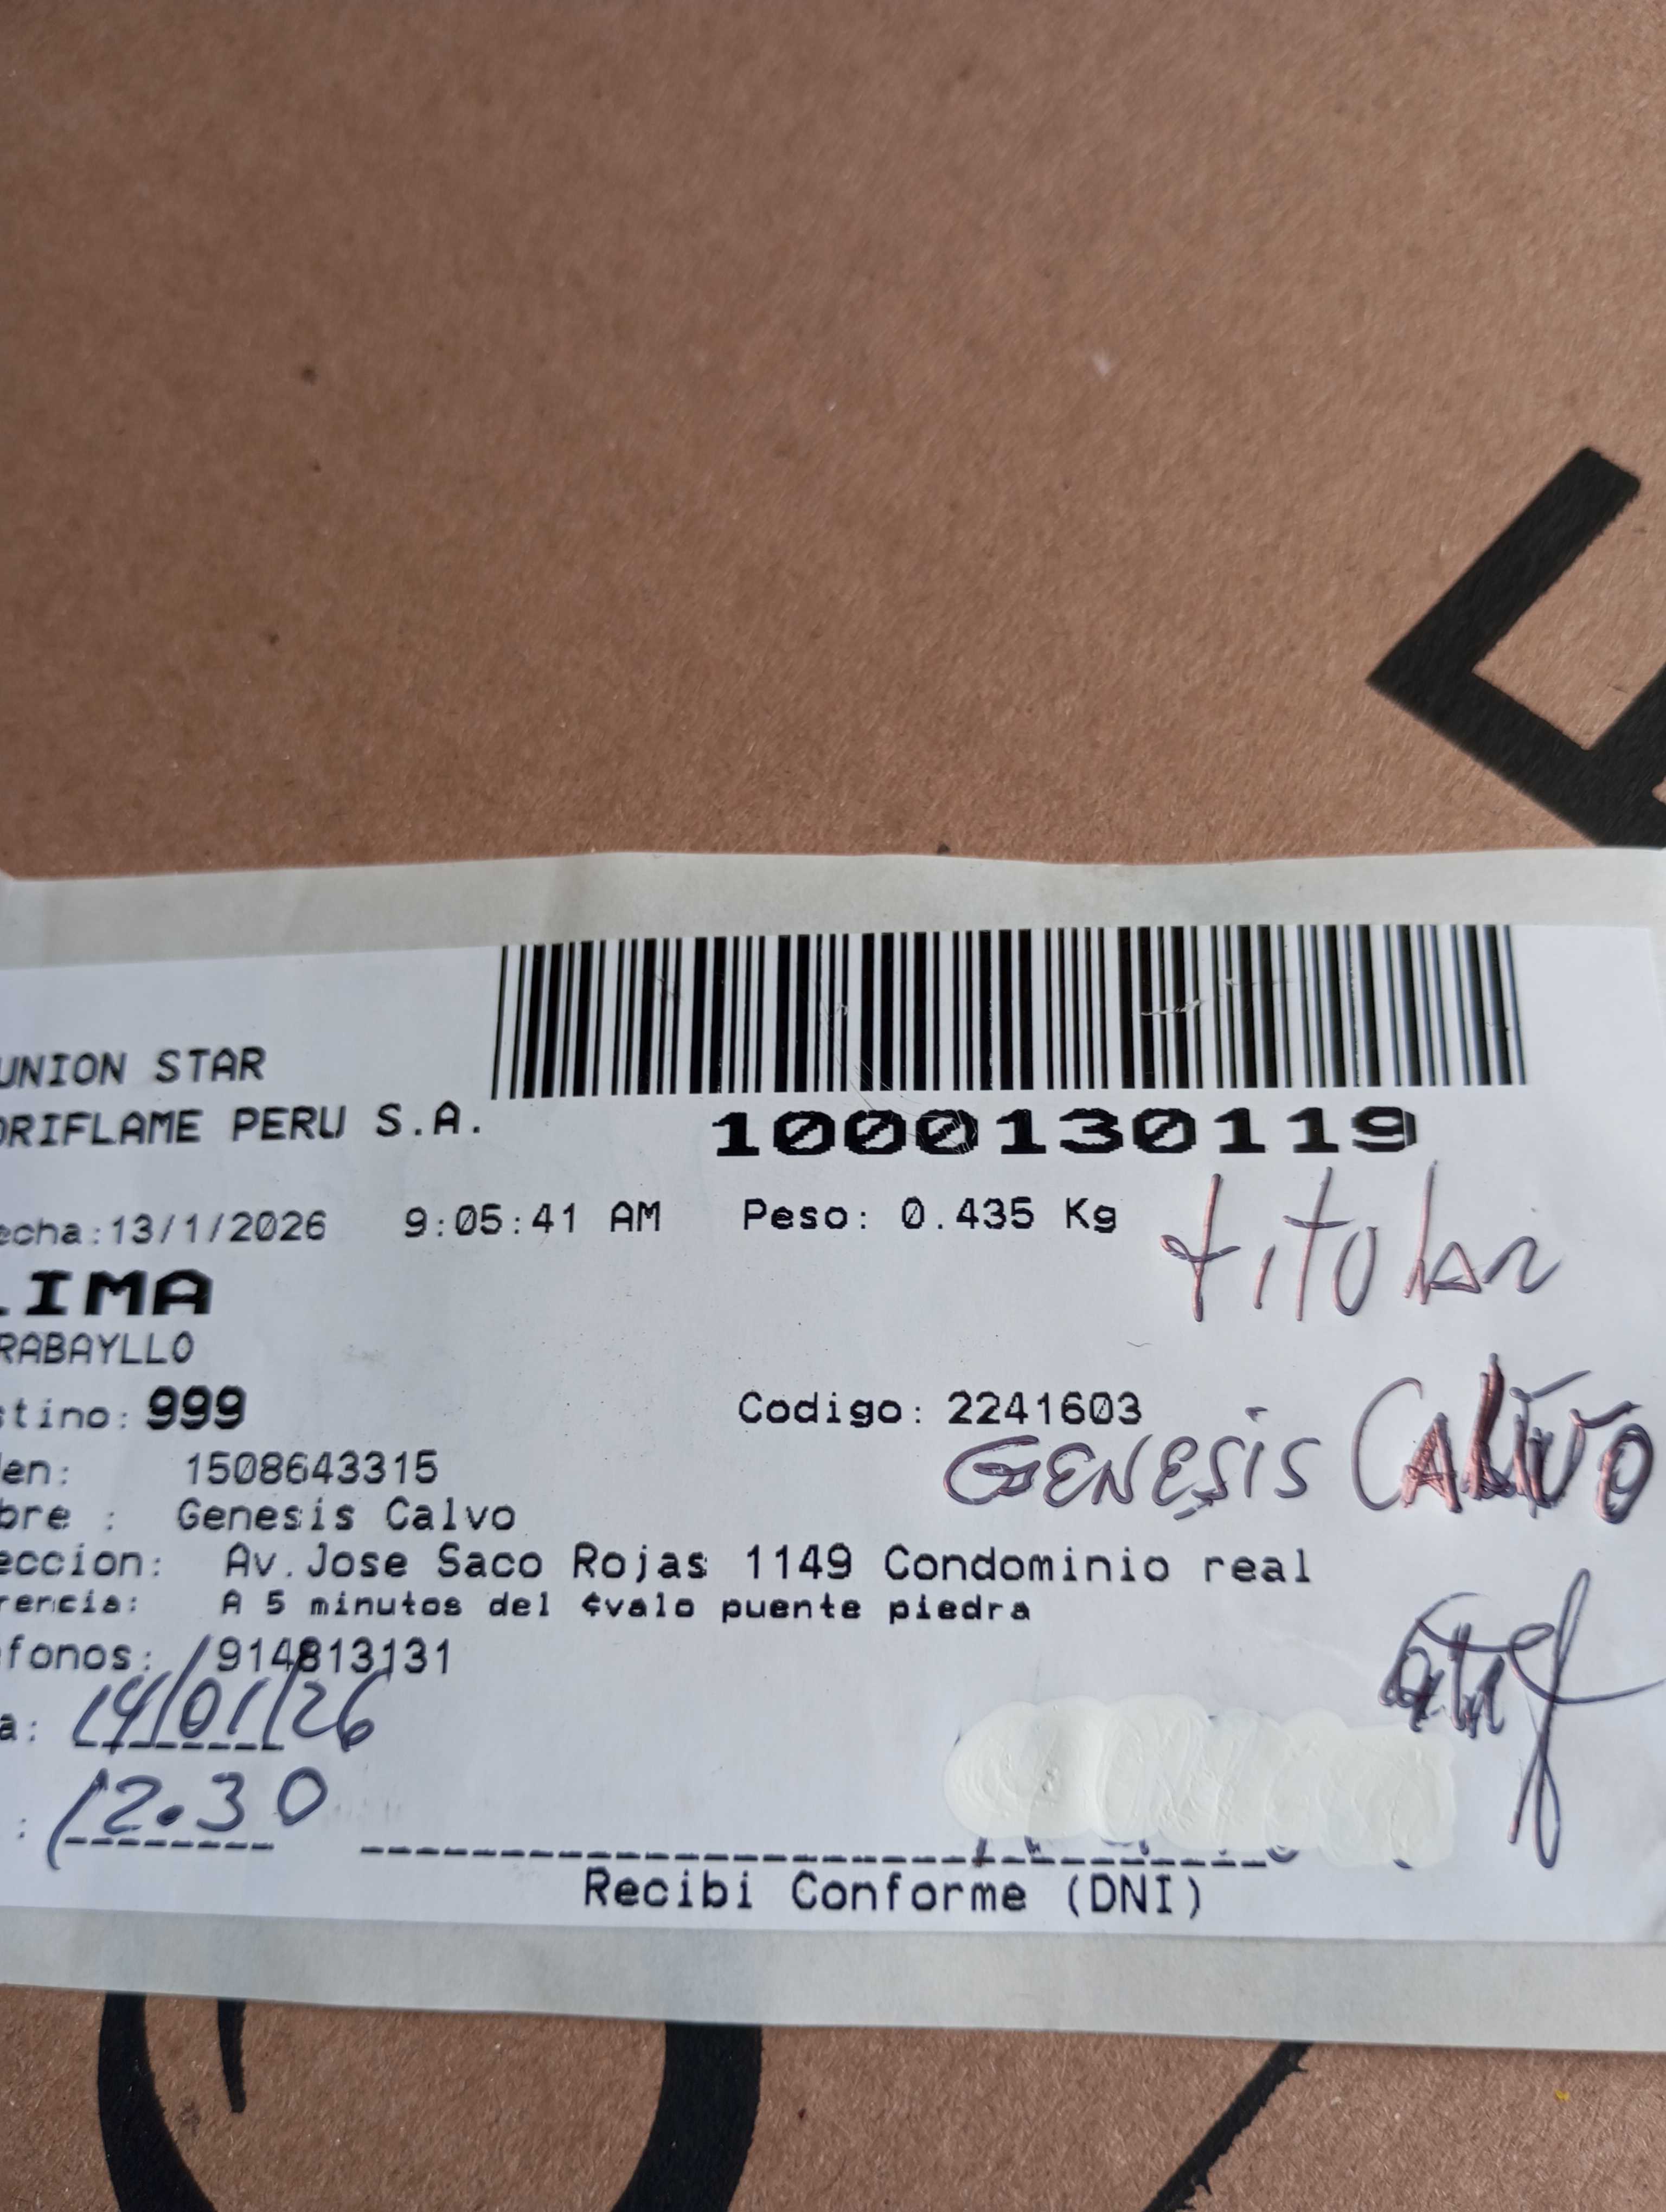 UNION STAR
ORIFLAME PERU S.A.
1000130119
echa:13/1/2026 9:05:41 AM Peso: 0.435 Kg
titular
LIMA
RABAYLLO
stino: 999 Codigo: 2241603
GENESIS CALVO
en: 1508643315
bre : Genesis Calvo
eccion: Av.Jose Saco Rojas 1149 Condominio real
rencia: A 5 minutos del ¢valo puente piedra
fonos: 914813131
a: 14/01/26
: 12.30
Recibi Conforme (DNI)